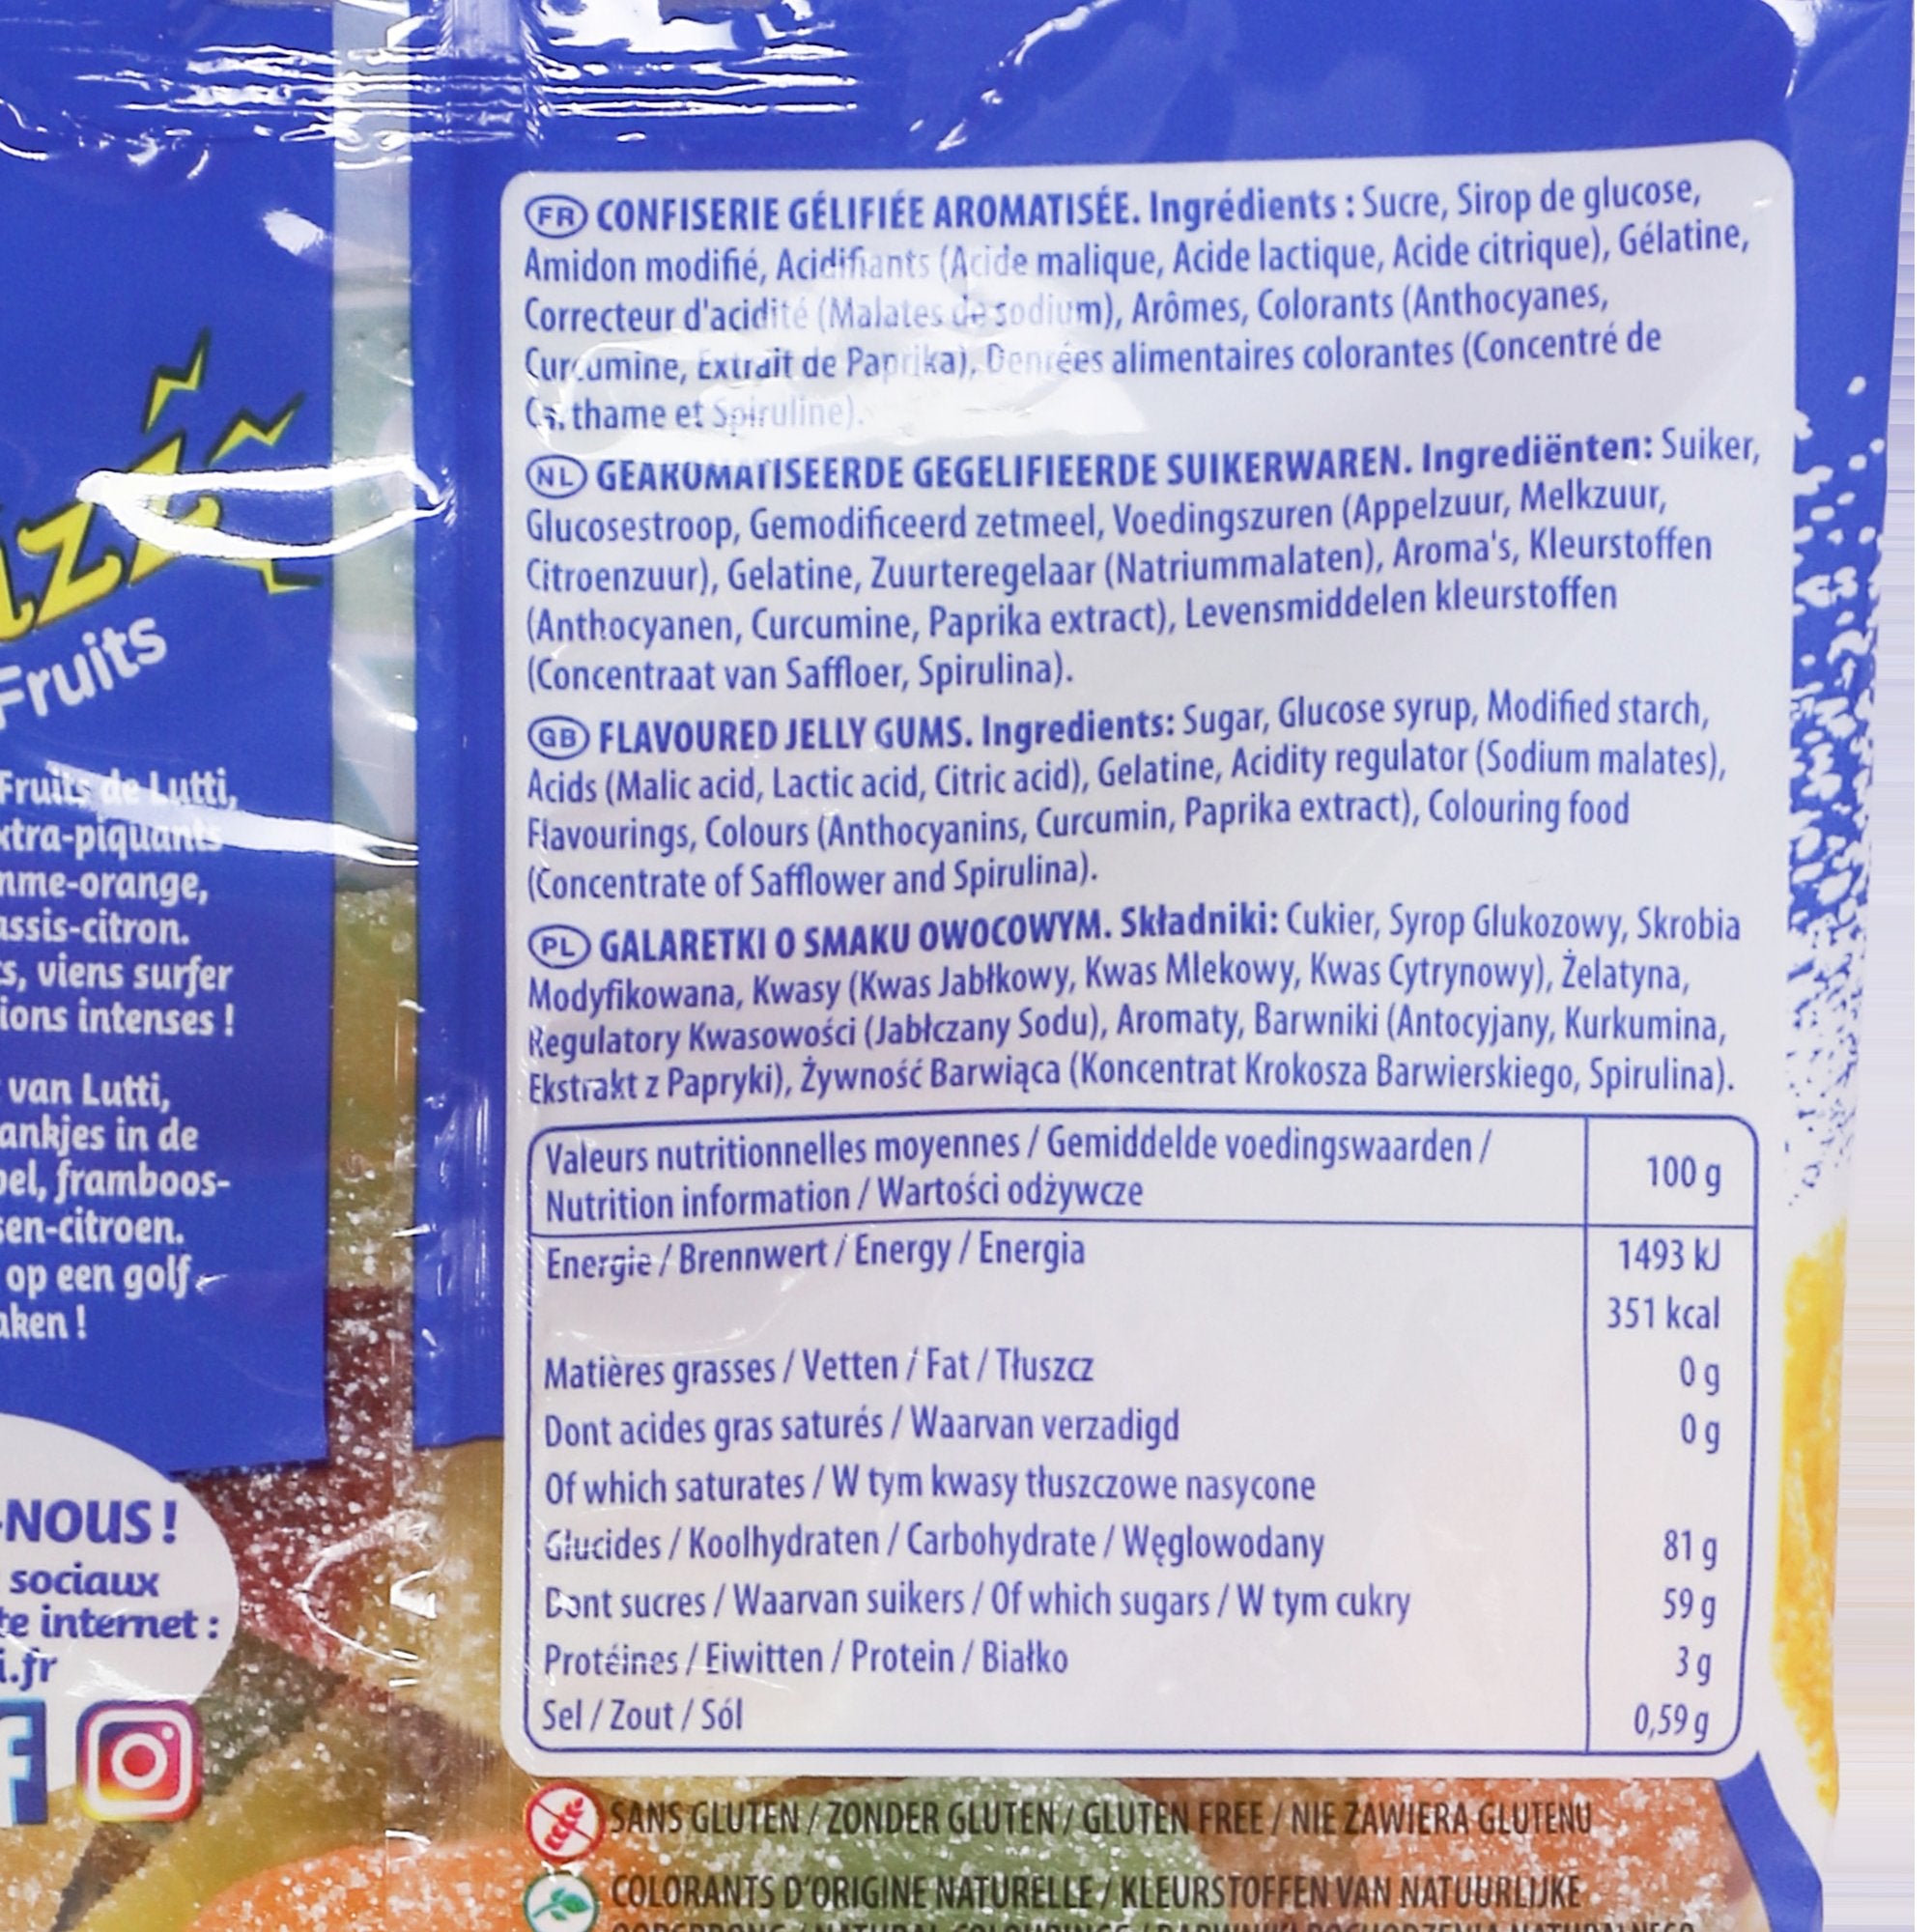 Fruits
Fruits de Lutti,
xtra-piquants
mme-orange,
assis-citron.
viens surfer
ions intenses !
van Lutti,
ankjes in de
framboos-
sen-citroen.
op een golf
aken !
-NOUS !
sociaux
te internet :
i.fr
FR CONFISERIE GÉLIFIÉE AROMATISÉE. Ingrédients : Sucre, Sirop de glucose,
Amidon modifié, Acidifiants (Acide malique, Acide lactique, Acide citrique), Gélatine,
Correcteur d'acidité (Malates de sodium), Arômes, Colorants (Anthocyanes,
Curcumine, Extrait de Paprika), Denrées alimentaires colorantes (Concentré de
Carthame et Spiruline).
NL GEAROMATISEERDE GEGELIFIEERDE SUIKERWAREN. Ingrediënten: Suiker,
Glucosestroop, Gemodificeerd zetmeel, Voedingszuren (Appelzuur, Melkzuur,
Citroenzuur), Gelatine, Zuurteregelaar (Natriummalaten), Aroma's, Kleurstoffen
(Anthocyanen, Curcumine, Paprika extract), Levensmiddelen kleurstoffen
(Concentraat van Saffloer, Spirulina).
GB FLAVOURED JELLY GUMS. Ingredients: Sugar, Glucose syrup, Modified starch,
Acids (Malic acid, Lactic acid, Citric acid), Gelatine, Acidity regulator (Sodium malates),
Flavourings, Colours (Anthocyanins, Curcumin, Paprika extract), Colouring food
(Concentrate of Safflower and Spirulina).
PL GALARETKI O SMAKU OWOCOWYM. Składniki: Cukier, Syrop Glukozowy, Skrobia
Modyfikowana, Kwasy (Kwas Jabłkowy, Kwas Mlekowy, Kwas Cytrynowy), Żelatyna,
Regulatory Kwasowości (Jabłczany Sodu), Aromaty, Barwniki (Antocyjany, Kurkumina,
Ekstrakt z Papryki), Żywność Barwiąca (Koncentrat Krokosza Barwierskiego, Spirulina).
Valeurs nutritionnelles moyennes / Gemiddelde voedingswaarden /
Nutrition information / Wartości odżywcze 100 g
Energie / Brennwert / Energy / Energia 1493 kJ
351 kcal
Matières grasses / Vetten / Fat / Tłuszcz 0 g
Dont acides gras saturés / Waarvan verzadigd 0 g
Of which saturates / W tym kwasy tłuszczowe nasycone
Glucides / Koolhydraten / Carbohydrate / Węglowodany 81 g
Dont sucres / Waarvan suikers / Of which sugars / W tym cukry 59 g
Protéines / Eiwitten / Protein / Białko 3 g
Sel / Zout / Sól 0,59 g
SANS GLUTEN / ZONDER GLUTEN / GLUTEN FREE / NIE ZAWIERA GLUTENU
COLORANTS D'ORIGINE NATURELLE / KLEURSTOFFEN VAN NATUURLIJKE